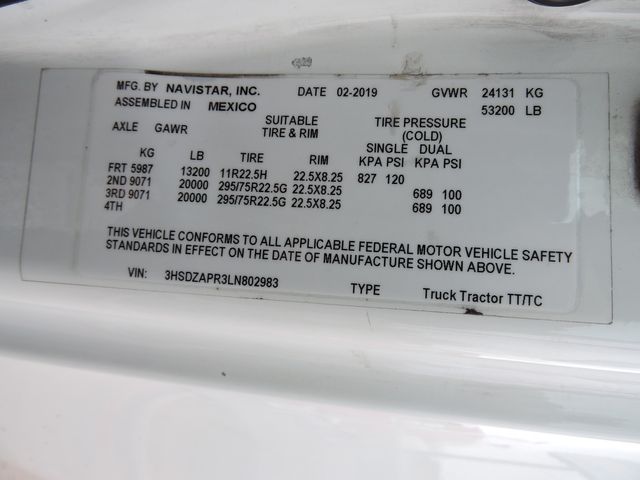 MFG. BY NAVISTAR, INC. DATE 02-2019 GVWR 24131 KG
ASSEMBLED IN MEXICO 53200 LB
SUITABLE TIRE PRESSURE
AXLE GAWR TIRE & RIM (COLD)
SINGLE DUAL
KG LB TIRE RIM KPA PSI KPA PSI
FRT 5987 13200 11R22.5H 22.5X8.25 827 120
2ND 9071 20000 295/75R22.5G 22.5X8.25 689 100
3RD 9071 20000 295/75R22.5G 22.5X8.25 689 100
4TH
THIS VEHICLE CONFORMS TO ALL APPLICABLE FEDERAL MOTOR VEHICLE SAFETY
STANDARDS IN EFFECT ON THE DATE OF MANUFACTURE SHOWN ABOVE.
VIN: 3HSDZAPR3LN802983 TYPE Truck Tractor TT/TC